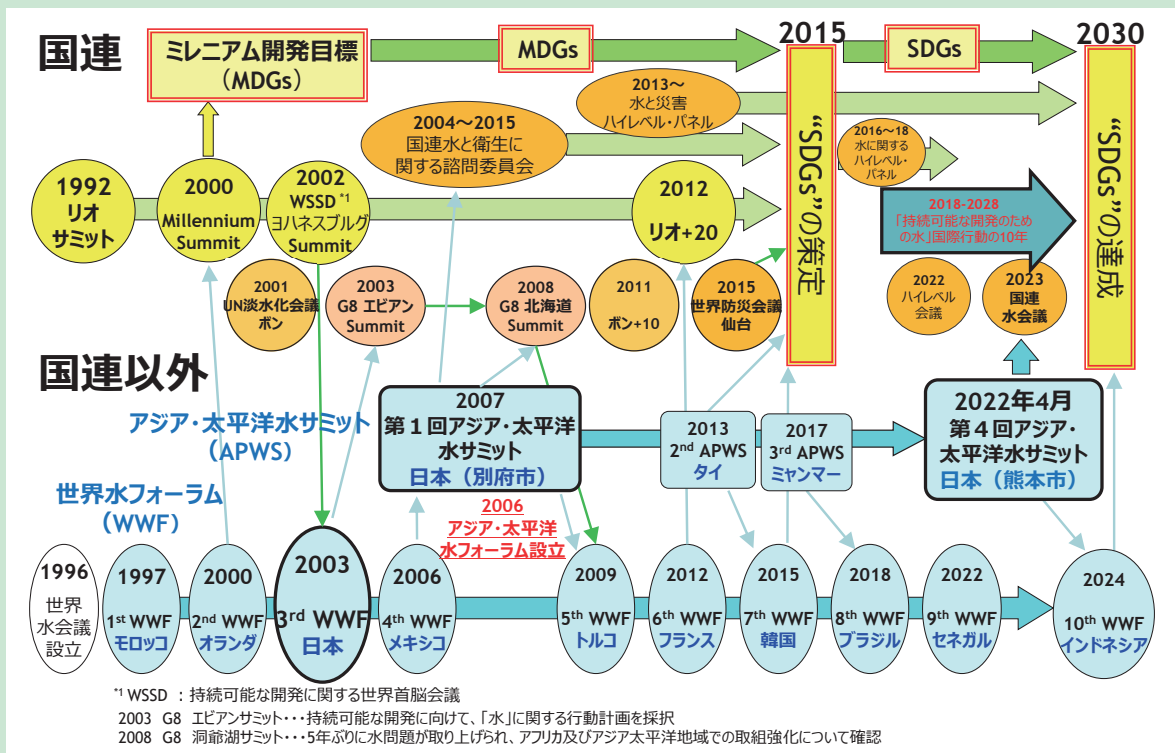 国連
ミレニアム開発目標
（MDGs）
MDGs
2015
SDGs
2030
2013～
水と災害
ハイレベル・パネル
2004～2015
国連水と衛生に
関する諮問委員会
2016～18
水に関する
ハイレベル・
パネル
1992
リオ
サミット
2000
Millennium
Summit
2002
WSSD *1
ヨハネスブルグ
Summit
2012
リオ+20
"SDGs"の策定
2018-2028
「持続可能な開発のため
の水」国際行動の10年
"SDGs"の達成
2001
UN淡水化会議
ボン
2003
G8 エビアン
Summit
2008
G8 北海道
Summit
2011
ボン+10
2015
世界防災会議
仙台
2022
ハイレベル
会議
2023
国連
水会議
国連以外
アジア・太平洋水サミット
（APWS）
2007
第１回アジア・太平洋
水サミット
日本（別府市）
2013
2nd APWS
タイ
2017
3rd APWS
ミャンマー
2022年4月
第４回アジア・
太平洋水サミット
日本（熊本市）
世界水フォーラム
（WWF）
2006
アジア・太平洋
水フォーラム設立
1996
世界
水会議
設立
1997
1st WWF
モロッコ
2000
2nd WWF
オランダ
2003
3rd WWF
日本
2006
4th WWF
メキシコ
2009
5th WWF
トルコ
2012
6th WWF
フランス
2015
7th WWF
韓国
2018
8th WWF
ブラジル
2022
9th WWF
セネガル
2024
10th WWF
インドネシア
*1 WSSD ：持続可能な開発に関する世界首脳会議
2003 G8 エビアンサミット・・・持続可能な開発に向けて、「水」に関する行動計画を採択
2008 G8 洞爺湖サミット・・・5年ぶりに水問題が取り上げられ、アフリカ及びアジア太平洋地域での取組強化について確認